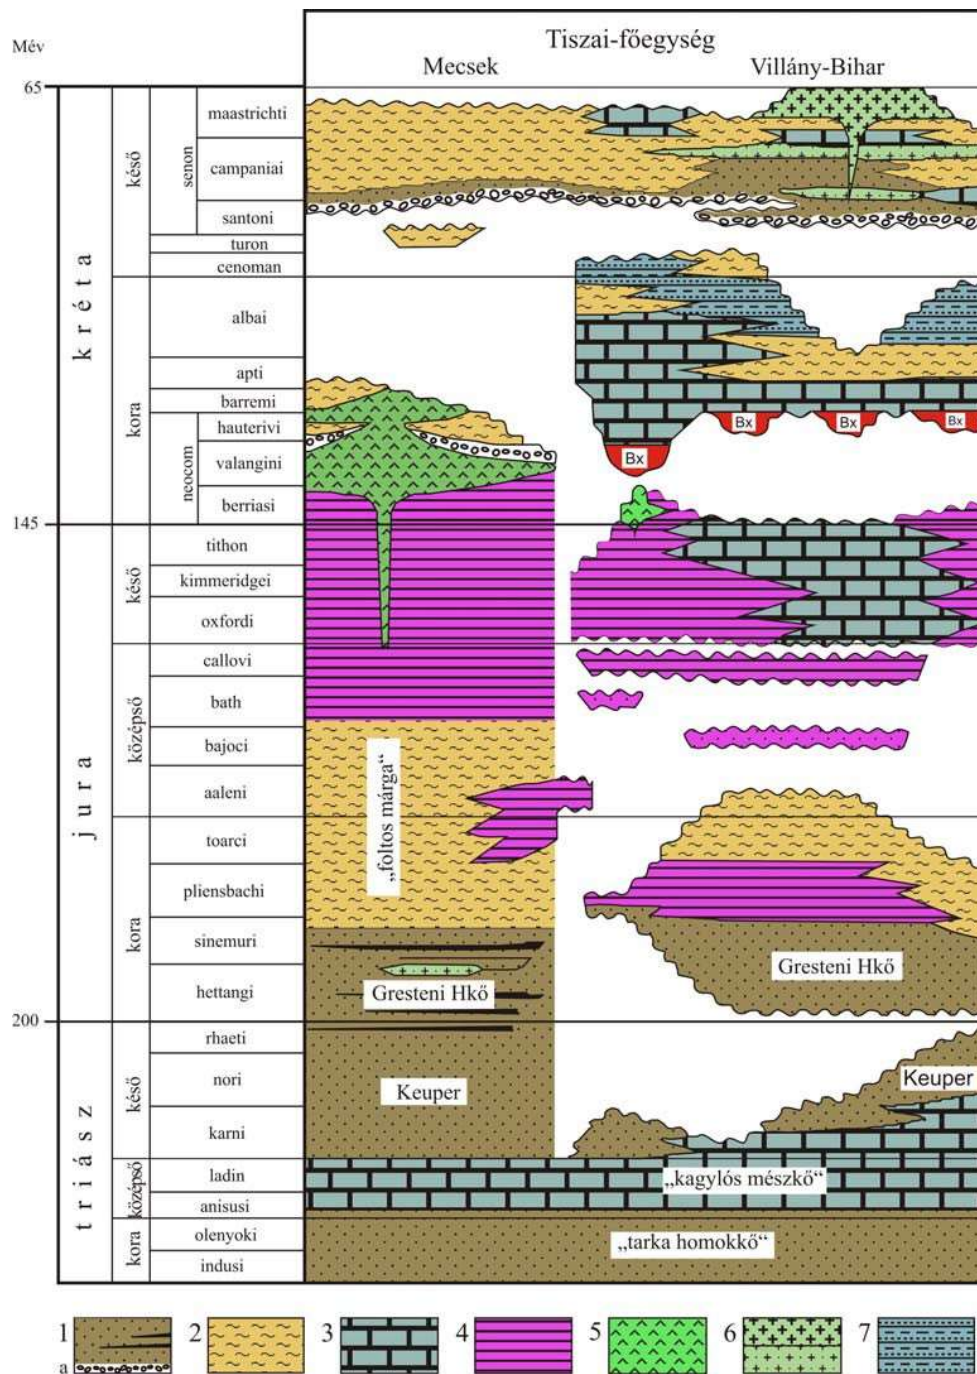 Mév
Tiszai-főegység
Mecsek
Villány-Bihar
65
kréta
késő
senon
maastrichti
campaniai
santoni
turon
cenoman
kora
albai
apti
barremi
neocom
hauterivi
valangini
berriasi
Bx
Bx
Bx
Bx
145
jura
késő
tithon
kimmeridgei
oxfordi
középső
callovi
bath
bajoci
aaleni
„foltos márga“
kora
toarci
pliensbachi
sinemuri
hettangi
Gresteni Hkő
Gresteni Hkő
200
triász
késő
rhaeti
nori
karni
Keuper
Keuper
középső
ladin
anisusi
„kagylós mészkő“
kora
olenyoki
indusi
„tarka homokkő“
1 2 3 4 5 6 7
a